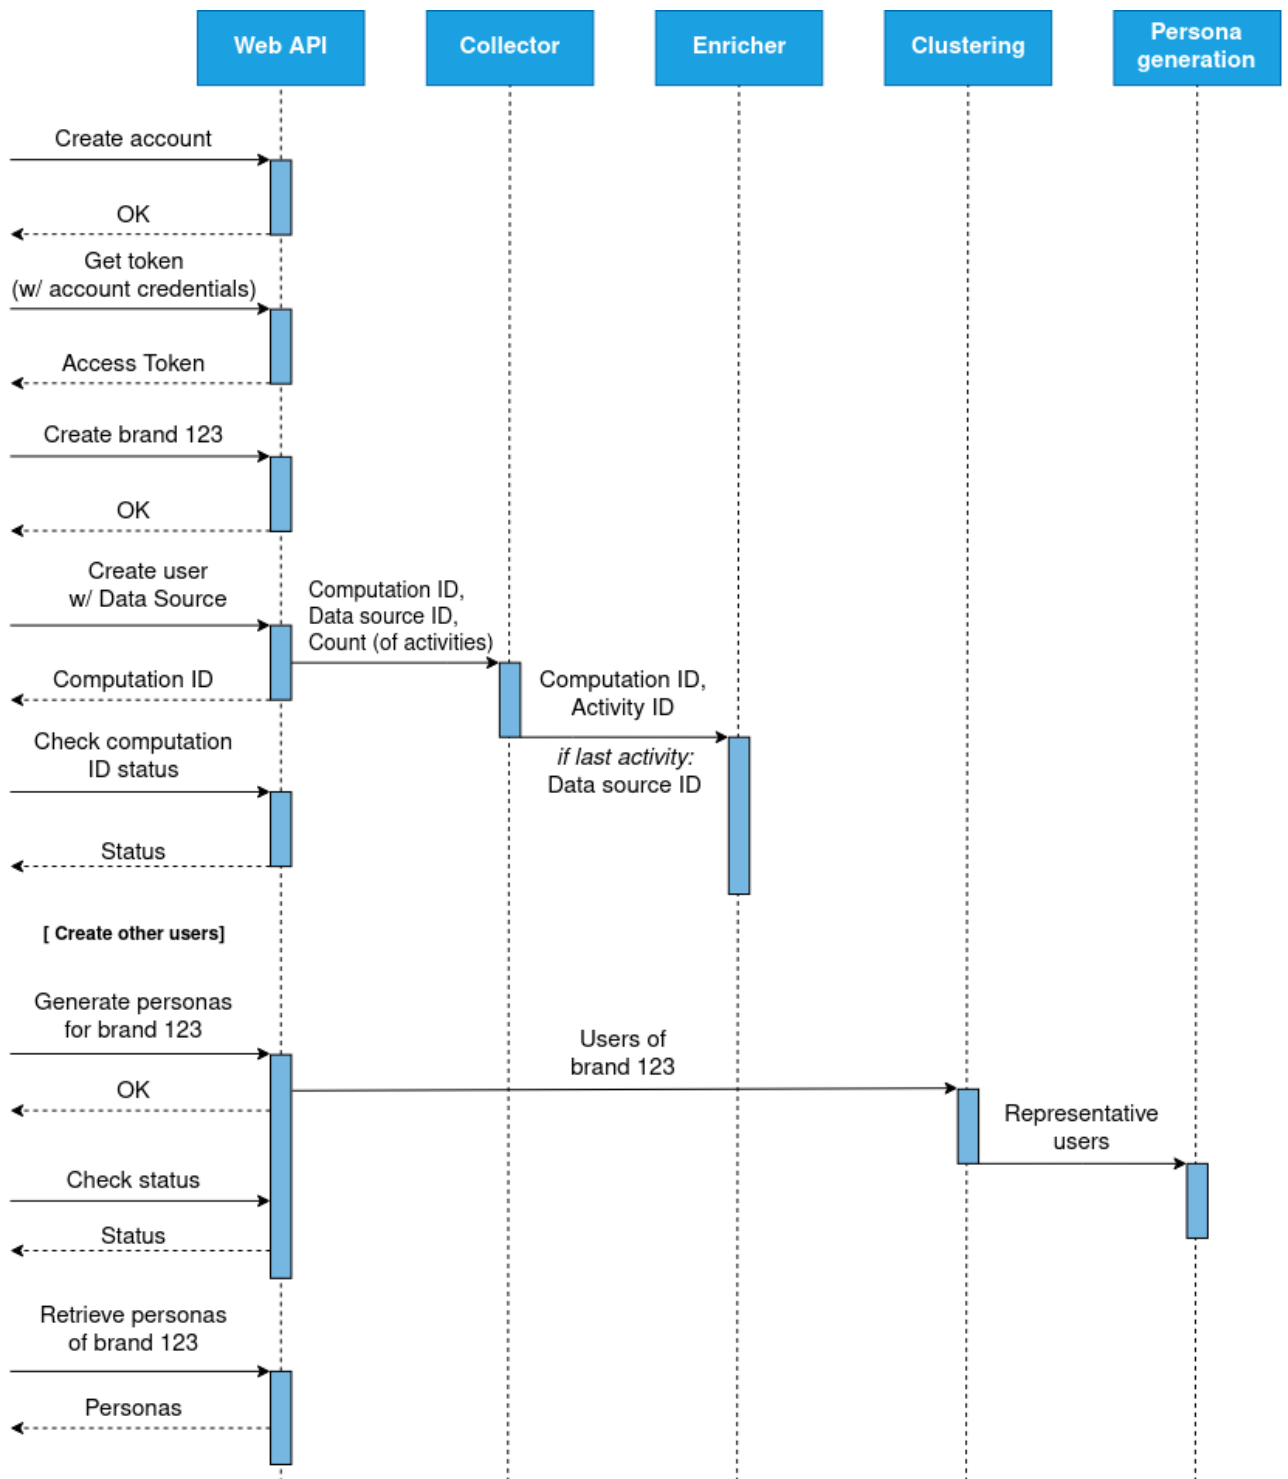 Web API
Collector
Enricher
Clustering
Persona
generation
Create account
OK
Get token
(w/ account credentials)
Access Token
Create brand 123
OK
Create user
w/ Data Source
Computation ID,
Data source ID,
Count (of activities)
Computation ID
Computation ID,
Activity ID
if last activity:
Data source ID
Check computation
ID status
Status
[ Create other users]
Generate personas
for brand 123
Users of
brand 123
OK
Representative
users
Check status
Status
Retrieve personas
of brand 123
Personas